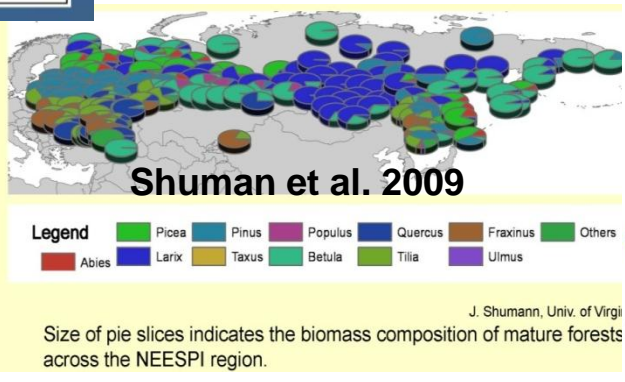 Shuman et al. 2009
Legend Picea Pinus Populus Quercus Fraxinus Others
Abies Larix Taxus Betula Tilia Ulmus
J. Shumann, Univ. of Virgin
Size of pie slices indicates the biomass composition of mature forests
across the NEESPI region.